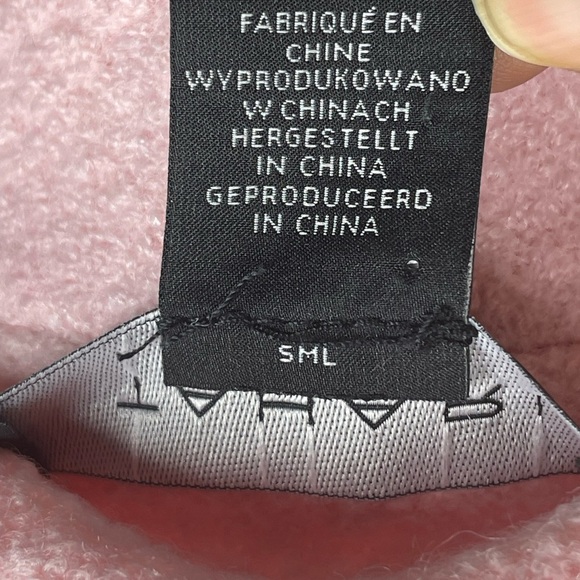 FABRIQUÉ EN
CHINE
WYPRODUKOWANO
W CHINACH
HERGESTELLT
IN CHINA
GEPRODUCEERD
IN CHINA
SML